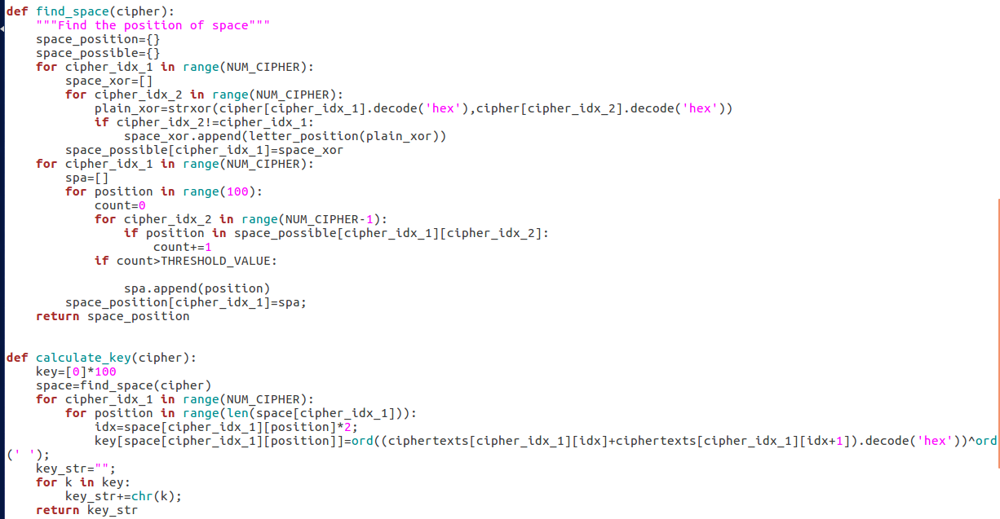 def find_space(cipher):
    """Find the position of space"""
    space_position={}
    space_possible={}
    for cipher_idx_1 in range(NUM_CIPHER):
        space_xor=[]
        for cipher_idx_2 in range(NUM_CIPHER):
            plain_xor=strxor(cipher[cipher_idx_1].decode('hex'),cipher[cipher_idx_2].decode('hex'))
            if cipher_idx_2!=cipher_idx_1:
                space_xor.append(letter_position(plain_xor))
        space_possible[cipher_idx_1]=space_xor
    for cipher_idx_1 in range(NUM_CIPHER):
        spa=[]
        for position in range(100):
            count=0
            for cipher_idx_2 in range(NUM_CIPHER-1):
                if position in space_possible[cipher_idx_1][cipher_idx_2]:
                    count+=1
            if count>THRESHOLD_VALUE:

                spa.append(position)
        space_position[cipher_idx_1]=spa;
    return space_position


def calculate_key(cipher):
    key=[0]*100
    space=find_space(cipher)
    for cipher_idx_1 in range(NUM_CIPHER):
        for position in range(len(space[cipher_idx_1])):
            idx=space[cipher_idx_1][position]*2;
            key[space[cipher_idx_1][position]]=ord((ciphertexts[cipher_idx_1][idx]+ciphertexts[cipher_idx_1][idx+1]).decode('hex'))^ord
(' ');
    key_str="";
    for k in key:
        key_str+=chr(k);
    return key_str